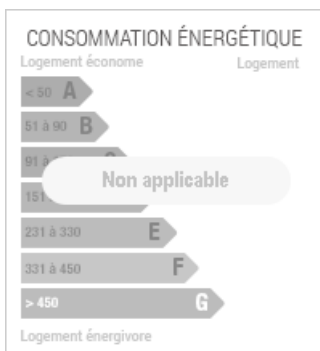 CONSOMMATION ÉNERGÉTIQUE
Logement économe Logement
< 50 A
51 à 90 B
91 à
Non applicable
151
231 à 330 E
331 à 450 F
> 450 G
Logement énergivore